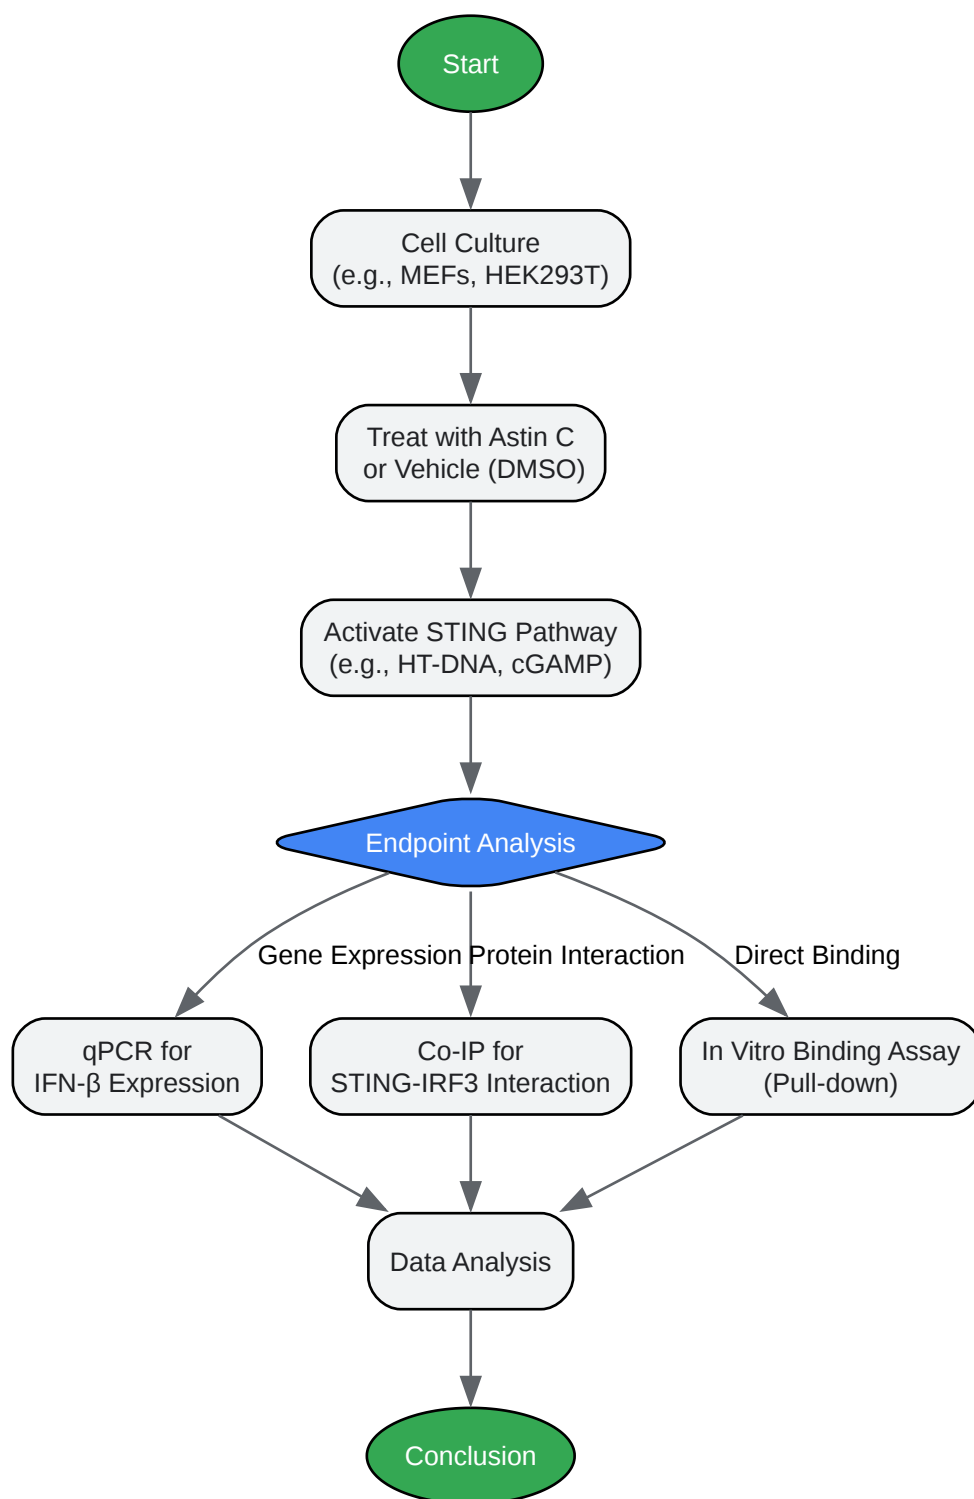 Start
Cell Culture
(e.g., MEFs, HEK293T)
Treat with Astin C
or Vehicle (DMSO)
Activate STING Pathway
(e.g., HT-DNA, cGAMP)
Endpoint Analysis
Gene Expression
Protein Interaction
Direct Binding
qPCR for
IFN-β Expression
Co-IP for
STING-IRF3 Interaction
In Vitro Binding Assay
(Pull-down)
Data Analysis
Conclusion